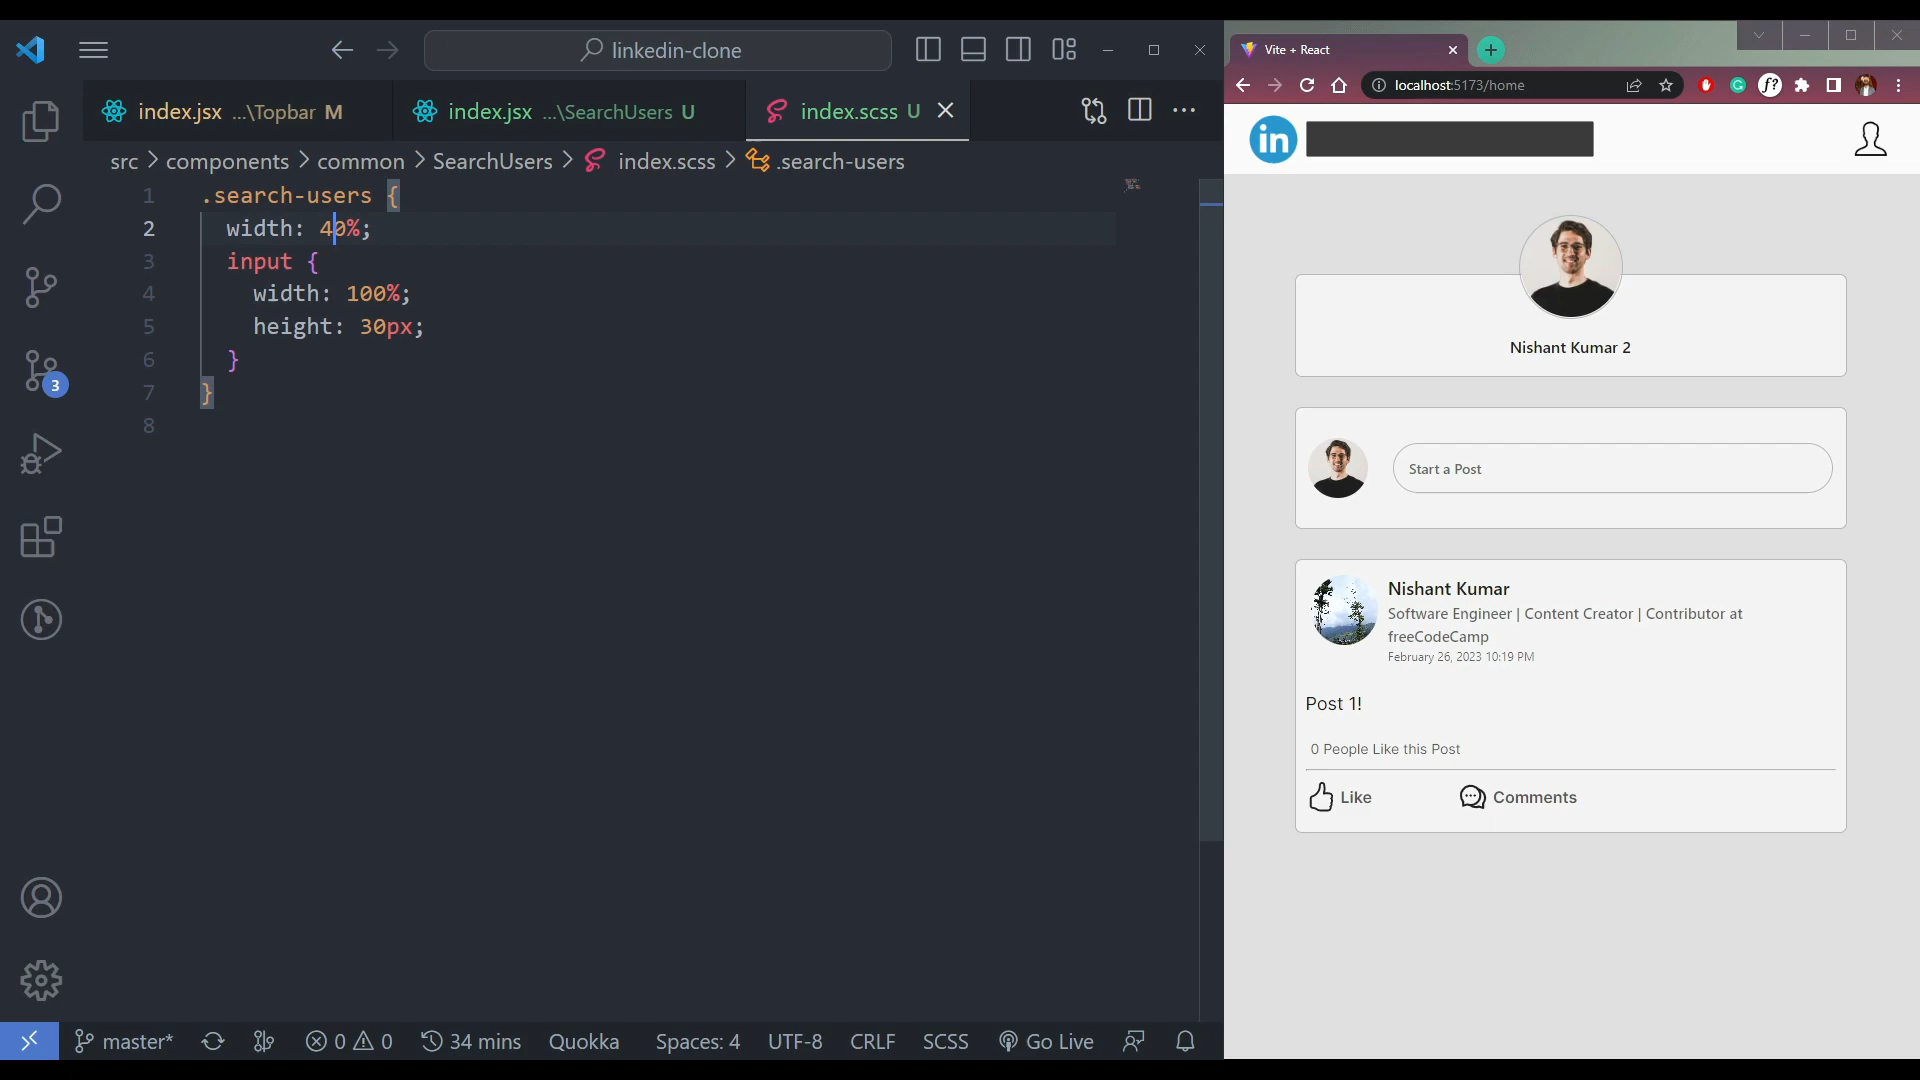 linkedin-clone
index.jsx ...\Topbar M
index.jsx ...\SearchUsers U
index.scss U
src > components > common > SearchUsers > index.scss > .search-users
1 .search-users {
2 width: 40%;
3 input {
4 width: 100%;
5 height: 30px;
6 }
7 }
8
3
master*
0 0
34 mins
Quokka
Spaces: 4
UTF-8
CRLF
SCSS
Go Live
Vite + React
localhost:5173/home
f?
in
Nishant Kumar 2
Start a Post
Nishant Kumar
Software Engineer | Content Creator | Contributor at
freeCodeCamp
February 26, 2023 10:19 PM
Post 1!
0 People Like this Post
Like
Comments